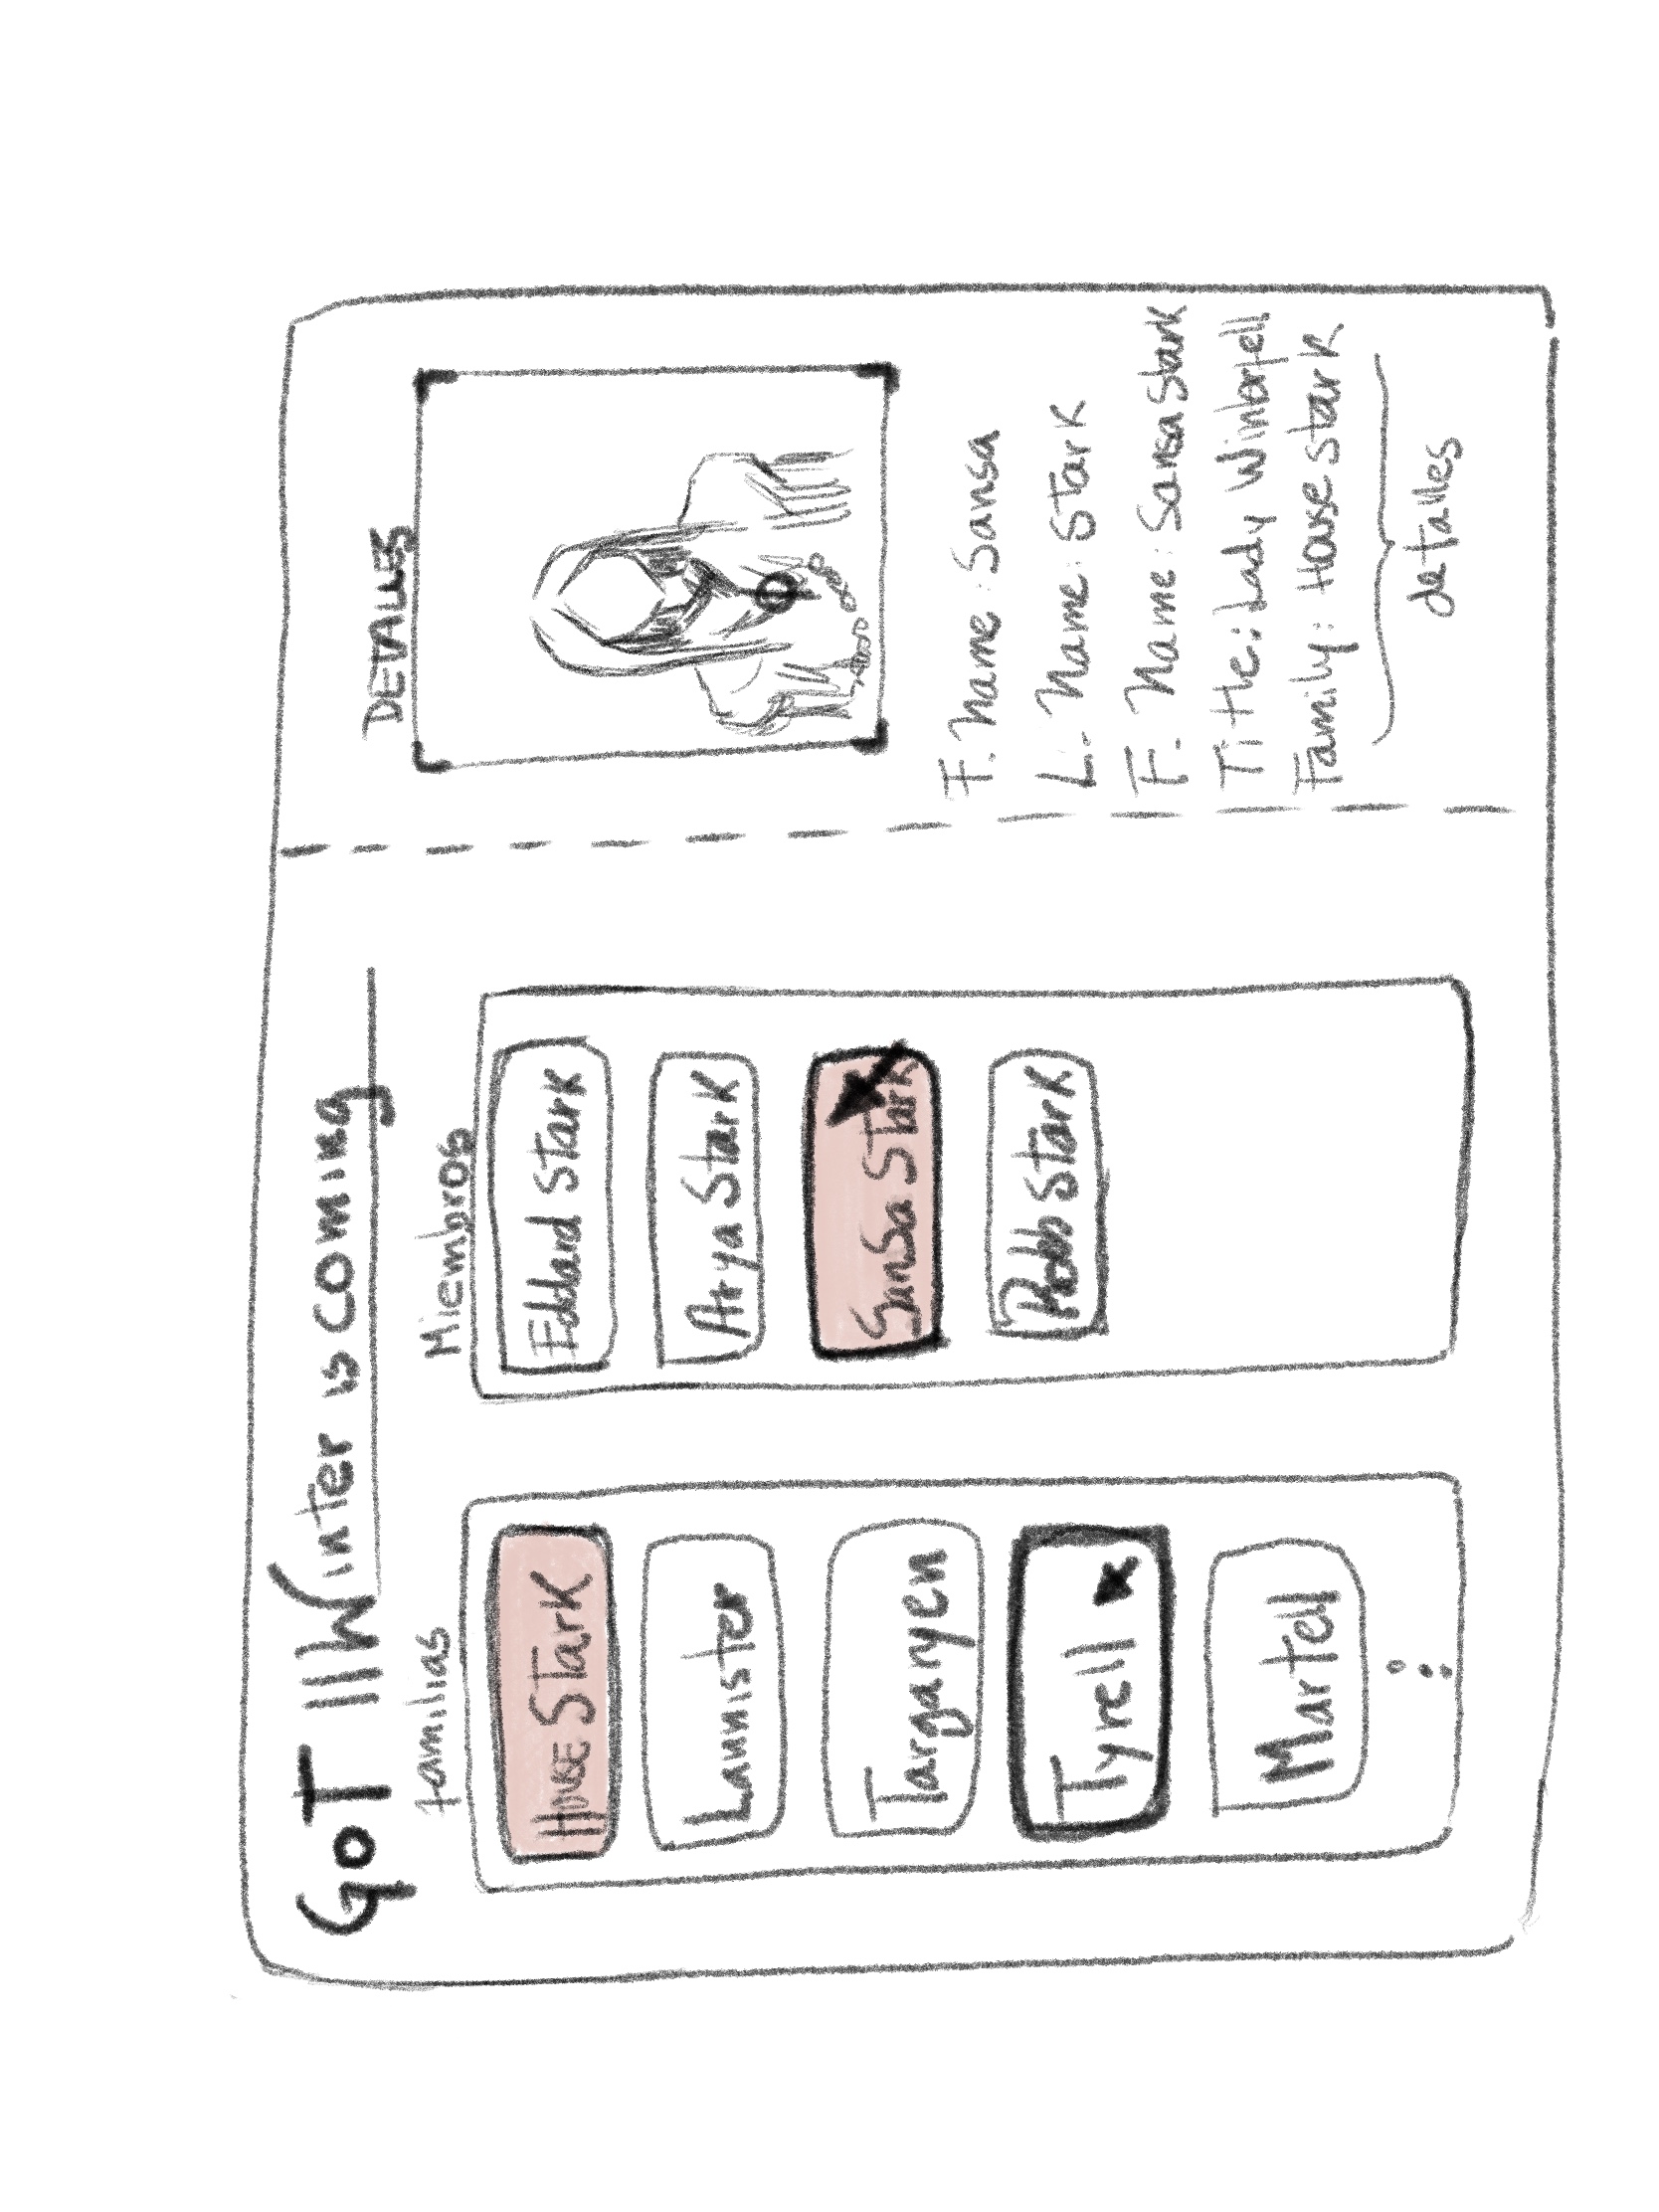 GoT || Winter is coming
familias
House Stark
Lannister
Targaryen
Tyrell
Martell
Miembros
Eddard Stark
Arya Stark
Sansa Stark
Robb Stark
DETALLES
F. Name: Sansa
L. Name: Stark
F. Name: Sansa Stark
Title: Lady Winterfell
Family: House Stark
detalles